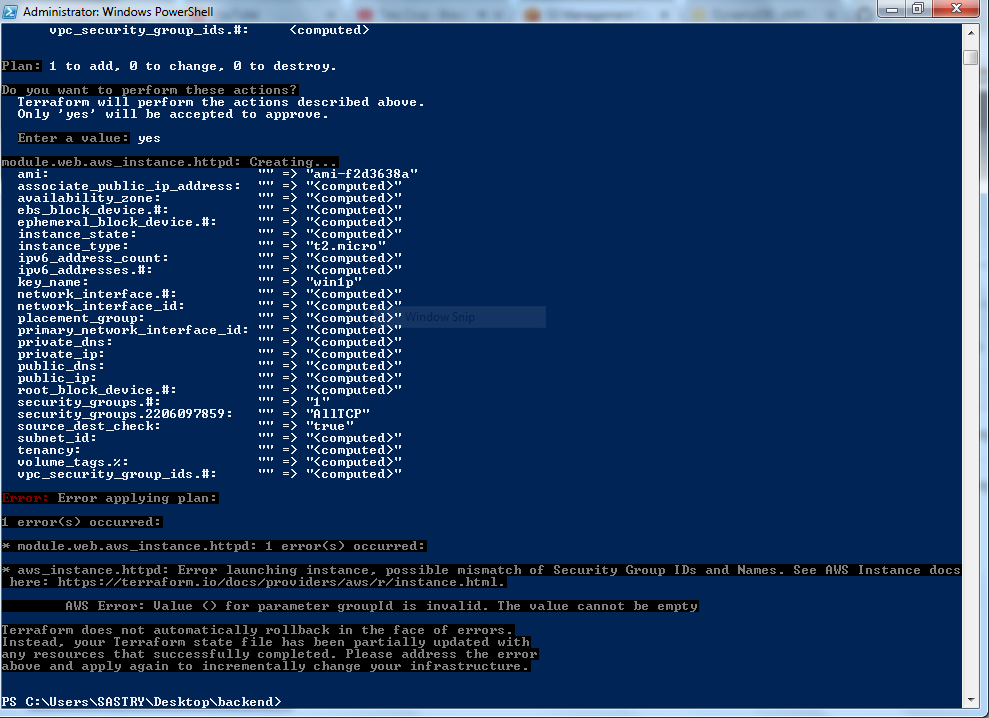 Administrator: Windows PowerShell
vpc_security_group_ids.#: <computed>
Plan: 1 to add, 0 to change, 0 to destroy.
Do you want to perform these actions?
Terraform will perform the actions described above.
Only 'yes' will be accepted to approve.
Enter a value: yes
module.web.aws_instance.httpd: Creating...
ami: "" => "ami-f2d3638a"
associate_public_ip_address: "" => "<computed>"
availability_zone: "" => "<computed>"
ebs_block_device.#: "" => "<computed>"
ephemeral_block_device.#: "" => "<computed>"
instance_state: "" => "<computed>"
instance_type: "" => "t2.micro"
ipv6_address_count: "" => "<computed>"
ipv6_addresses.#: "" => "<computed>"
key_name: "" => "win1p"
network_interface.#: "" => "<computed>"
network_interface_id: "" => "<computed>"
placement_group: "" => "<computed>"
Window Snip
primary_network_interface_id: "" => "<computed>"
private_dns: "" => "<computed>"
private_ip: "" => "<computed>"
public_dns: "" => "<computed>"
public_ip: "" => "<computed>"
root_block_device.#: "" => "<computed>"
security_groups.#: "" => "1"
security_groups.2206097859: "" => "AllTCP"
source_dest_check: "" => "true"
subnet_id: "" => "<computed>"
tenancy: "" => "<computed>"
volume_tags.%: "" => "<computed>"
vpc_security_group_ids.#: "" => "<computed>"
Error: Error applying plan:
1 error(s) occurred:
* module.web.aws_instance.httpd: 1 error(s) occurred:
* aws_instance.httpd: Error launching instance, possible mismatch of Security Group IDs and Names. See AWS Instance docs
here: https://terraform.io/docs/providers/aws/r/instance.html.
AWS Error: Value () for parameter groupId is invalid. The value cannot be empty
Terraform does not automatically rollback in the face of errors.
Instead, your Terraform state file has been partially updated with
any resources that successfully completed. Please address the error
above and apply again to incrementally change your infrastructure.
PS C:\Users\SASTRY\Desktop\backend>